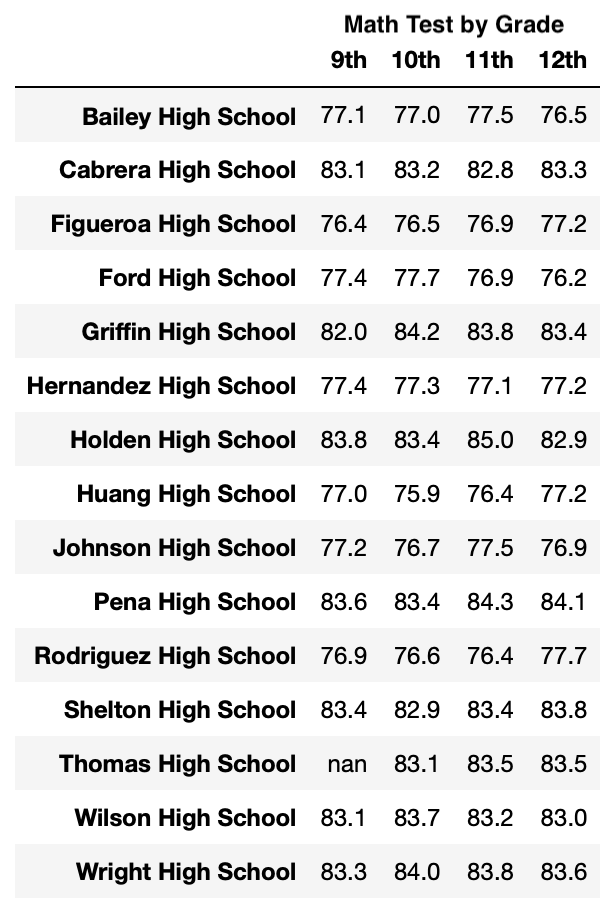 Math Test by Grade
9th 10th 11th 12th
Bailey High School 77.1 77.0 77.5 76.5
Cabrera High School 83.1 83.2 82.8 83.3
Figueroa High School 76.4 76.5 76.9 77.2
Ford High School 77.4 77.7 76.9 76.2
Griffin High School 82.0 84.2 83.8 83.4
Hernandez High School 77.4 77.3 77.1 77.2
Holden High School 83.8 83.4 85.0 82.9
Huang High School 77.0 75.9 76.4 77.2
Johnson High School 77.2 76.7 77.5 76.9
Pena High School 83.6 83.4 84.3 84.1
Rodriguez High School 76.9 76.6 76.4 77.7
Shelton High School 83.4 82.9 83.4 83.8
Thomas High School nan 83.1 83.5 83.5
Wilson High School 83.1 83.7 83.2 83.0
Wright High School 83.3 84.0 83.8 83.6